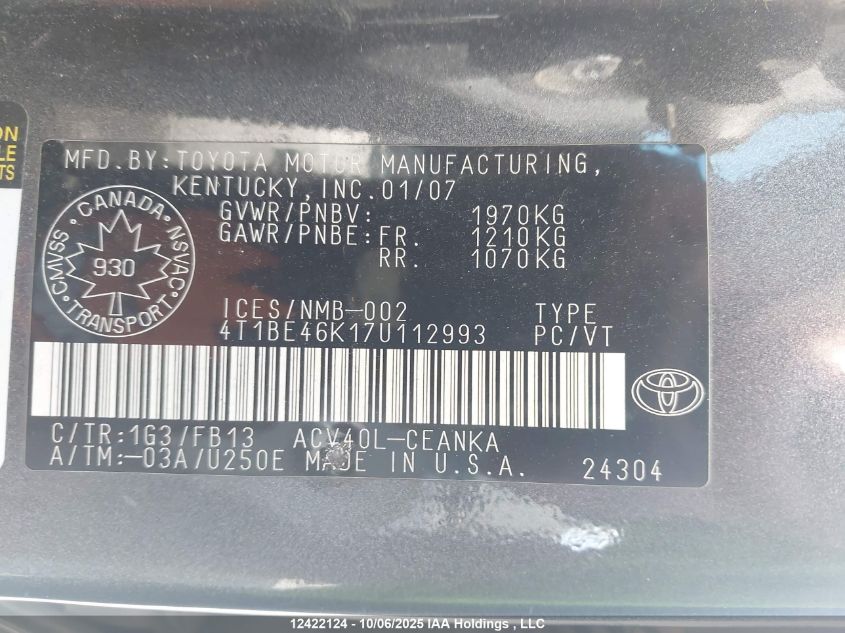 ON
LE
TS
MFD.BY:TOYOTA MOTOR MANUFACTURING,
KENTUCKY,INC.01/07
GVWR/PNBV: 1970KG
GAWR/PNBE:FR. 1210KG
RR. 1070KG
CANADA
CMVSS 930 NSVAC
TRANSPORT
ICES/NMB-002 TYPE
4T1BE46K17U112993 PC/VT
C/TR:1G3/FB13 ACV40L-CEANKA
A/TM:-03A/U250E MADE IN U.S.A. 24304
12422124 - 10/06/2025 IAA Holdings , LLC